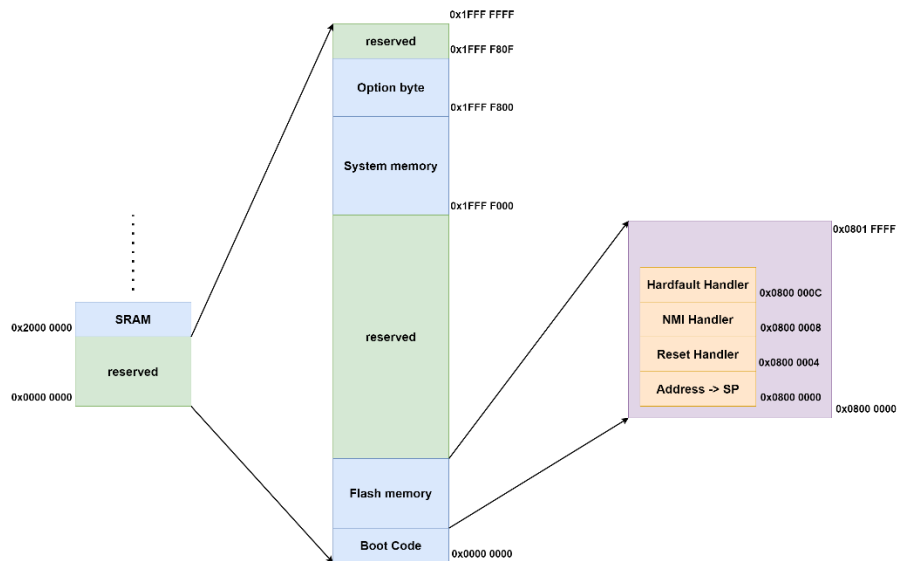 0x1FFF FFFF
reserved
0x1FFF F80F
Option byte
0x1FFF F800
System memory
0x1FFF F000
reserved
Flash memory
Boot Code
0x0000 0000
SRAM
0x2000 0000
reserved
0x0000 0000
0x0801 FFFF
Hardfault Handler
0x0800 000C
NMI Handler
0x0800 0008
Reset Handler
0x0800 0004
Address -> SP
0x0800 0000
0x0800 0000